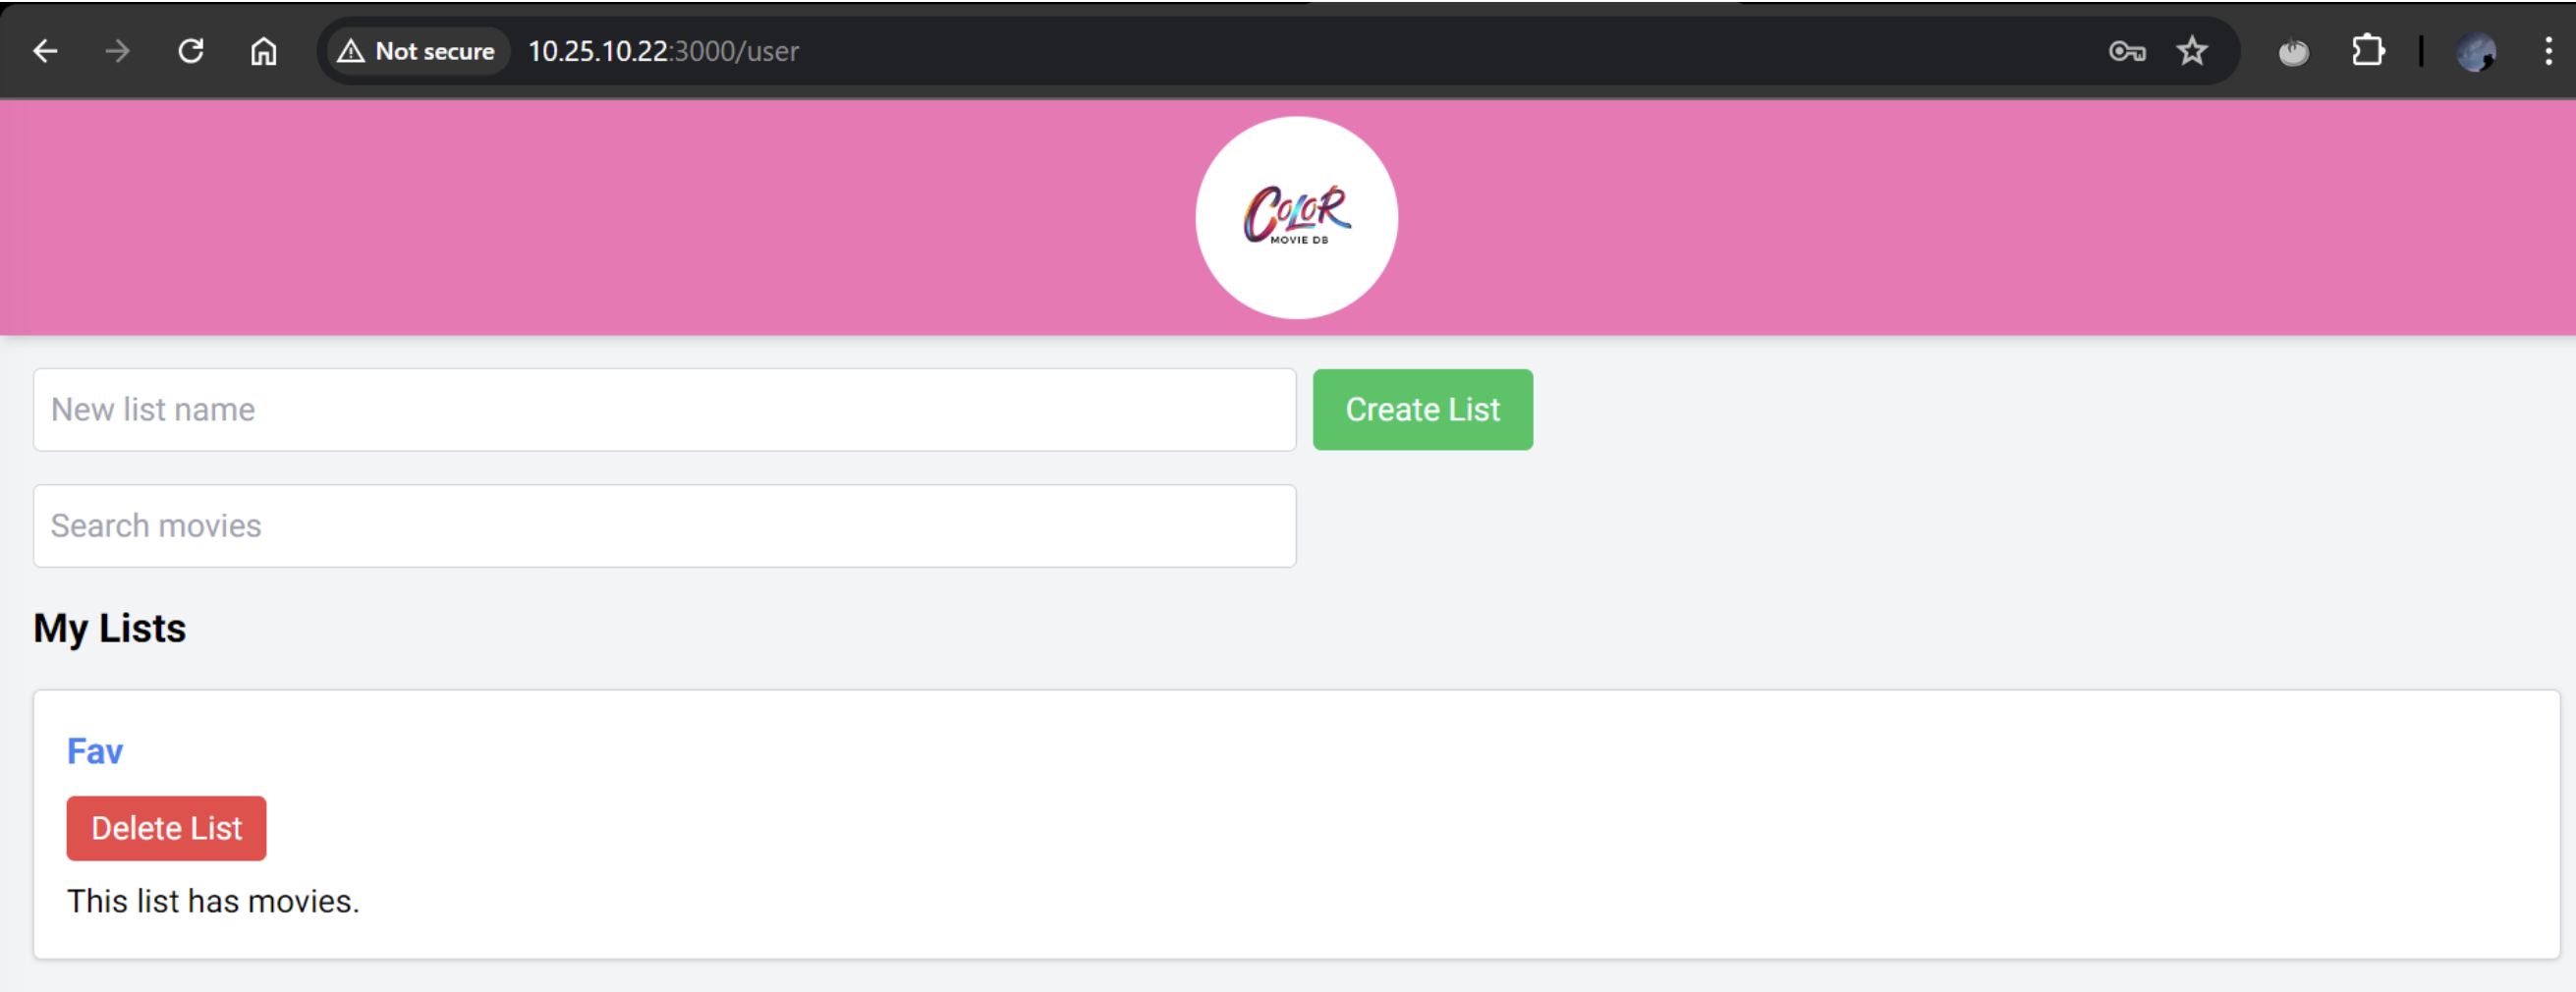 Not secure 10.25.10.22:3000/user
COLOR
MOVIE DB
New list name
Create List
Search movies
My Lists
Fav
Delete List
This list has movies.